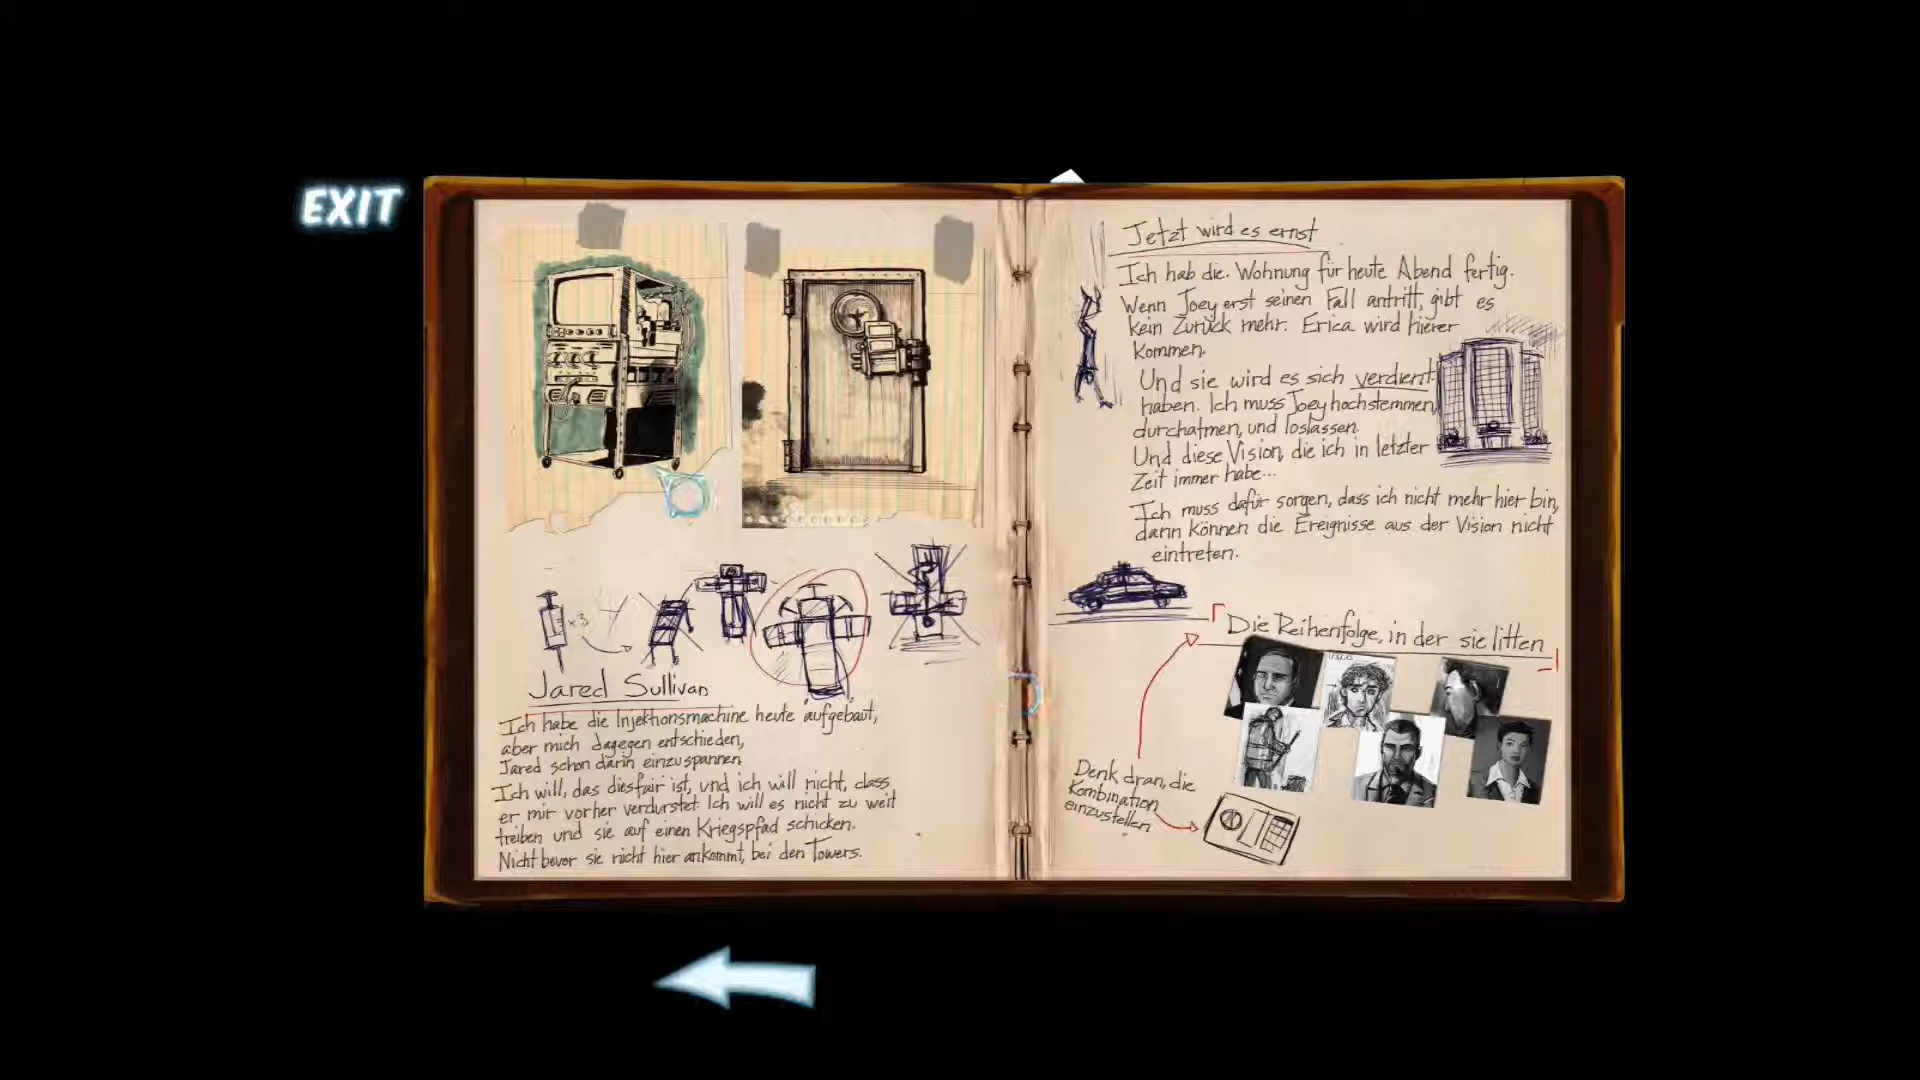 EXIT
x3
Jared Sullivan
Ich habe die Injektionsmachine heute aufgebaut,
aber mich dagegen entschieden,
Jared schon darin einzuspannen
Ich will, das diesfair ist, und ich will nicht, dass
er mir vorher verdurstet. Ich will es nicht zu weit
treiben und sie auf einen Kriegspfad schicken.
Nicht bevor sie nicht hier ankommt, bei den Towers.
Jetzt wird es ernst
Ich hab die. Wohnung für heute Abend fertig.
Wenn Joey erst seinen Fall antritt, gibt es
kein Zurück mehr. Erica wird hierer
kommen.
Und sie wird es sich verdient
haben. Ich muss Joey hochstemmen,
durchatmen, und loslassen.
Und diese Vision, die ich in letzter
Zeit immer habe...
Ich muss dafür sorgen, dass ich nicht mehr hier bin,
dann können die Ereignisse aus der Vision nicht
eintreten.
Die Reihenfolge, in der sie litten
Denk dran, die
Kombination
einzustellen